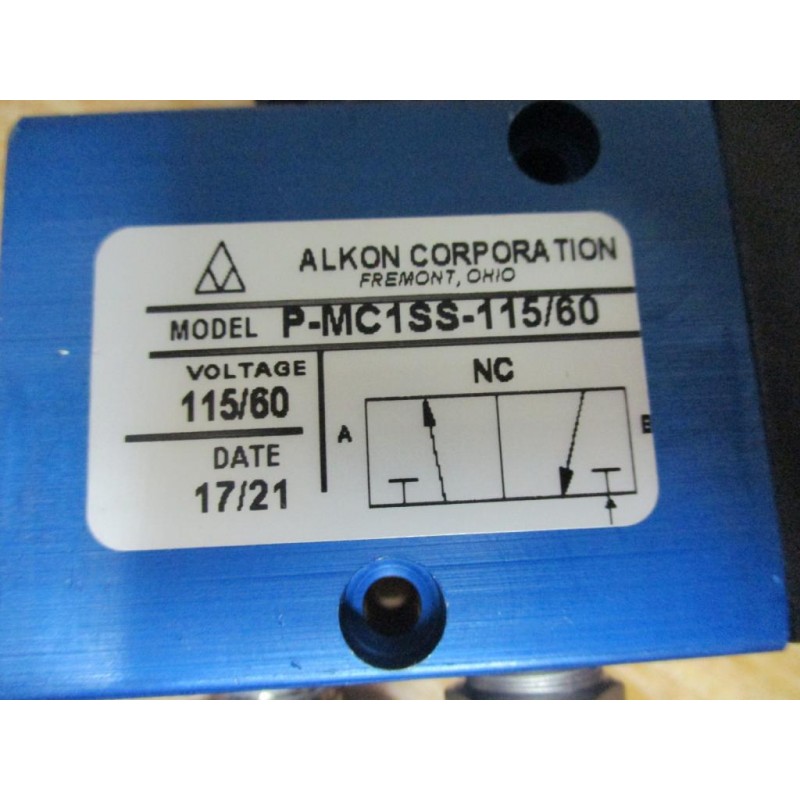 ALKON CORPORATION
FREMONT, OHIO
MODEL P-MC1SS-115/60
VOLTAGE
115/60
NC
A
DATE
17/21